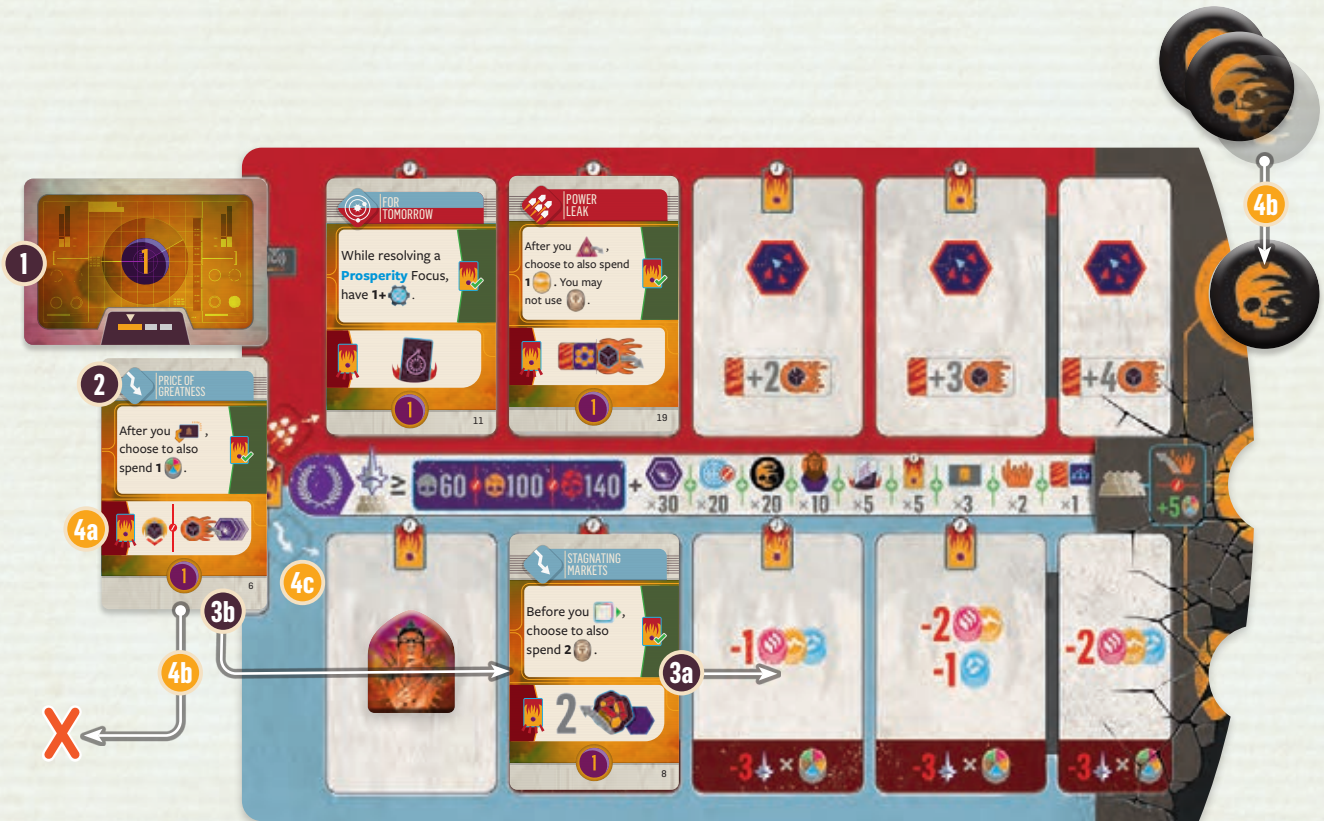 4b
1
1
FOR
TOMORROW
While resolving a
Prosperity Focus,
have 1+ .
1
11
POWER
LEAK
After you ,
choose to also spend
1 . You may
not use .
1
19
+2
+3
+4
2
PRICE OF
GREATNESS
After you ,
choose to also
spend 1 .
4a
1
6
≥ 60 100 140 + ×30 ×20 ×20 ×10 ×5 ×5 ×3 ×2 ×1
+5
4c
3b
4b
X
STAGNATING
MARKETS
Before you ,
choose to also
spend 2 .
2
1
8
3a
-1
-3 ×
-2
-1
-3 ×
-2
-3 ×